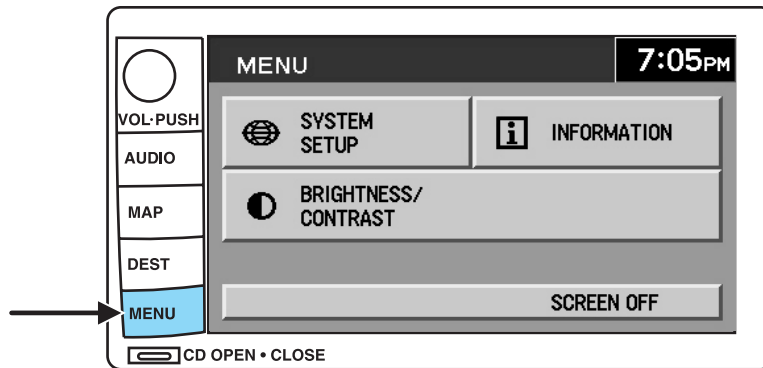 VOL·PUSH
AUDIO
MAP
DEST
MENU
MENU
7:05PM
SYSTEM
SETUP
INFORMATION
BRIGHTNESS/
CONTRAST
SCREEN OFF
CD OPEN • CLOSE